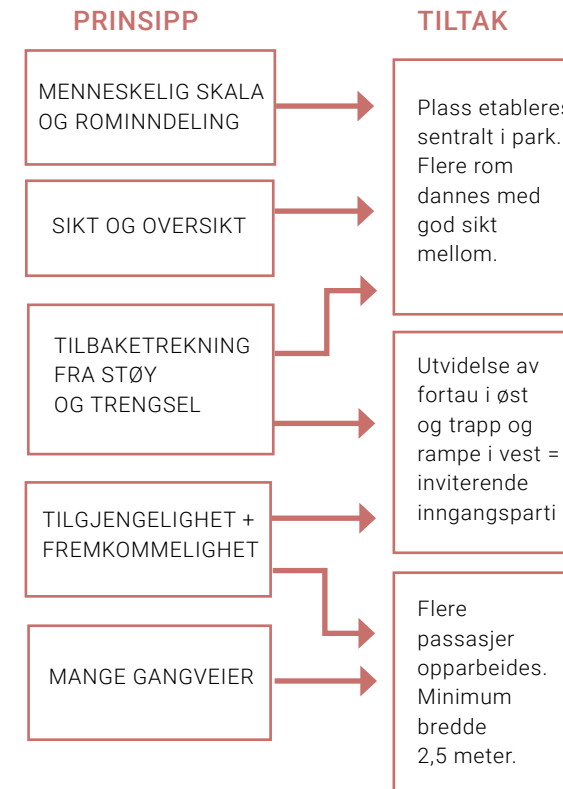 PRINSIPP
MENNESKELIG SKALA
OG ROMINNDELING
SIKT OG OVERSIKT
TILBAKETREKNING
FRA STØY
OG TRENGSEL
TILGJENGELIGHET +
FREMKOMMELIGHET
MANGE GANGVEIER
TILTAK
Plass etableres
sentralt i park.
Flere rom
dannes med
god sikt
mellom.
Utvidelse av
fortau i øst
og trapp og
rampe i vest =
inviterende
inngangsparti
Flere
passasjer
opparbeides.
Minimum
bredde
2,5 meter.